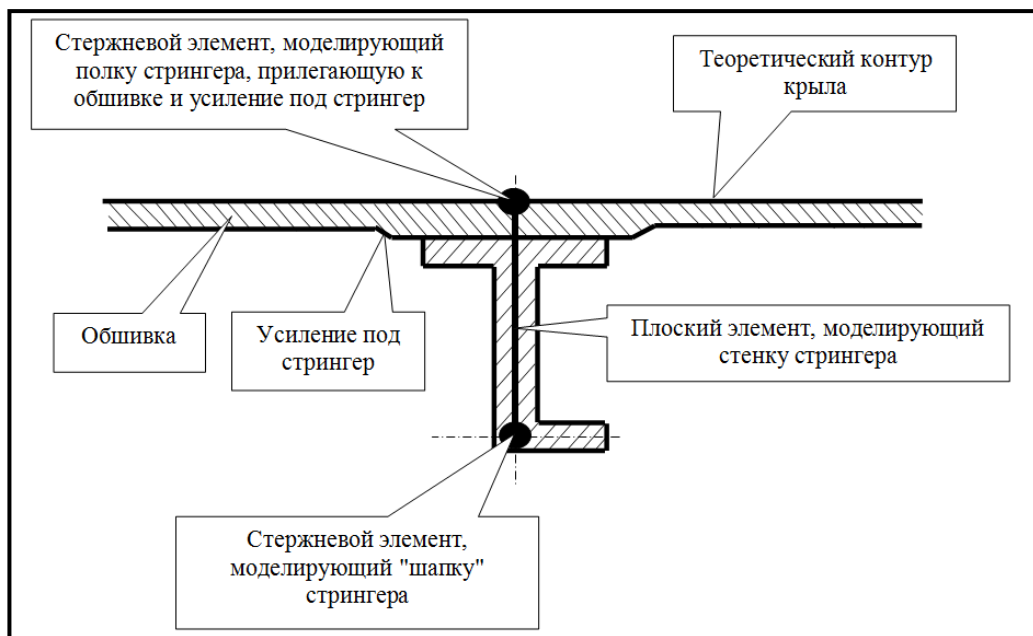 Стержневой элемент, моделирующий
полку стрингера, прилегающую к
обшивке и усиление под стрингер
Теоретический контур
крыла
Обшивка
Усиление под
стрингер
Плоский элемент, моделирующий
стенку стрингера
Стержневой элемент,
моделирующий "шапку"
стрингера